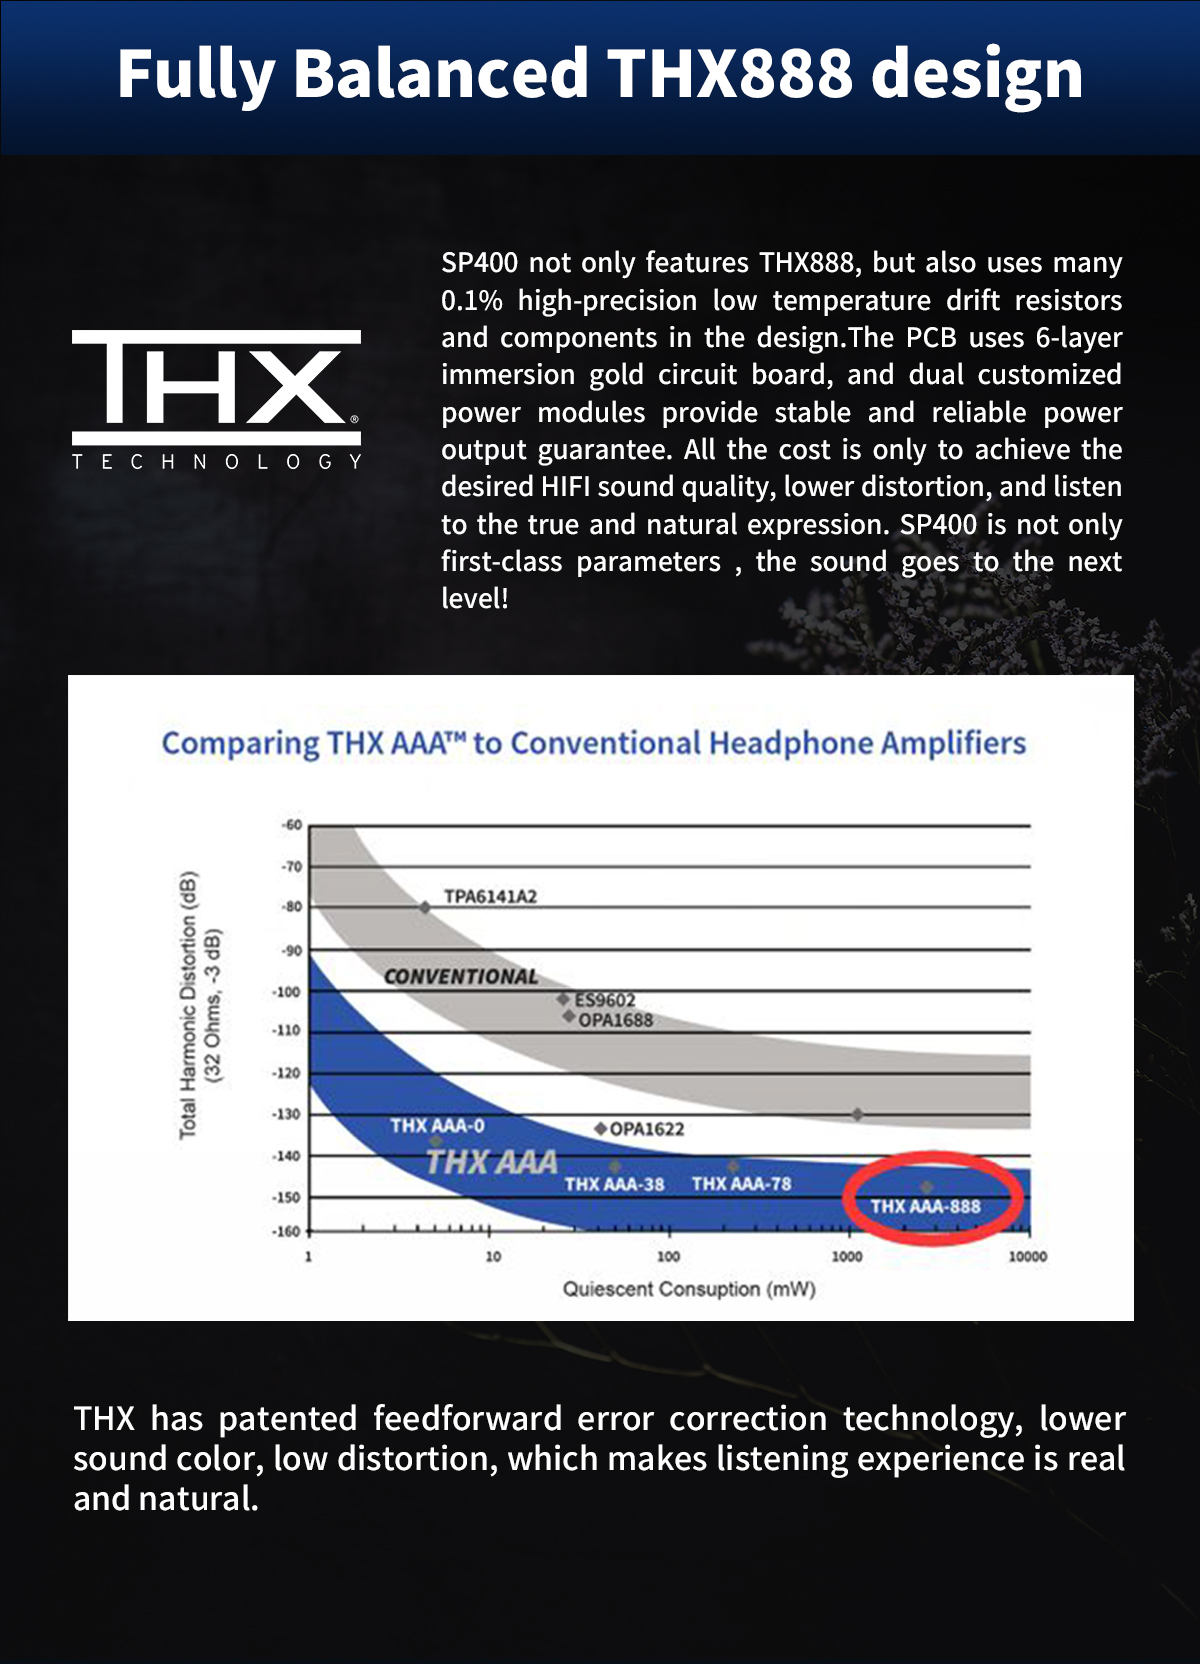 Fully Balanced THX888 design
THX®
TECHNOLOGY
SP400 not only features THX888, but also uses many
0.1% high-precision low temperature drift resistors
and components in the design.The PCB uses 6-layer
immersion gold circuit board, and dual customized
power modules provide stable and reliable power
output guarantee. All the cost is only to achieve the
desired HIFI sound quality, lower distortion, and listen
to the true and natural expression. SP400 is not only
first-class parameters , the sound goes to the next
level!
Comparing THX AAA™ to Conventional Headphone Amplifiers
Total Harmonic Distortion (dB)
(32 Ohms, -3 dB)
-60
-70
-80
-90
-100
-110
-120
-130
-140
-150
-160
TPA6141A2
CONVENTIONAL
ES9602
OPA1688
THX AAA-0
OPA1622
THX AAA
THX AAA-38
THX AAA-78
THX AAA-888
1
10
100
1000
10000
Quiescent Consuption (mW)
THX has patented feedforward error correction technology, lower
sound color, low distortion, which makes listening experience is real
and natural.